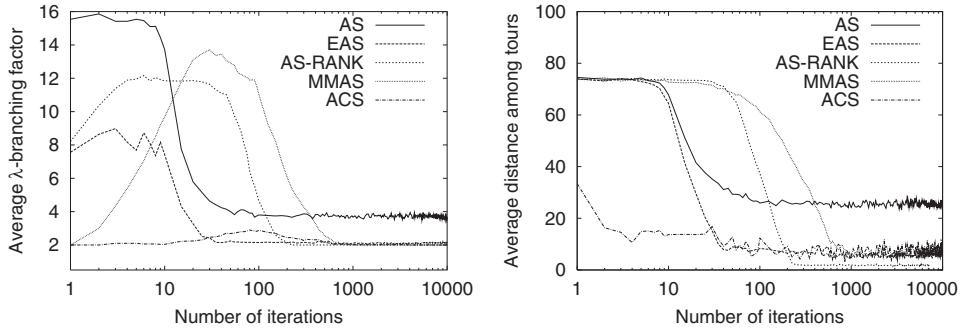 Average λ-branching factor
16
14
12
10
8
6
4
2
1
10
100
1000
10000
Number of iterations
AS
EAS
AS-RANK
MMAS
ACS
Average distance among tours
100
80
60
40
20
0
1
10
100
1000
10000
Number of iterations
AS
EAS
AS-RANK
MMAS
ACS